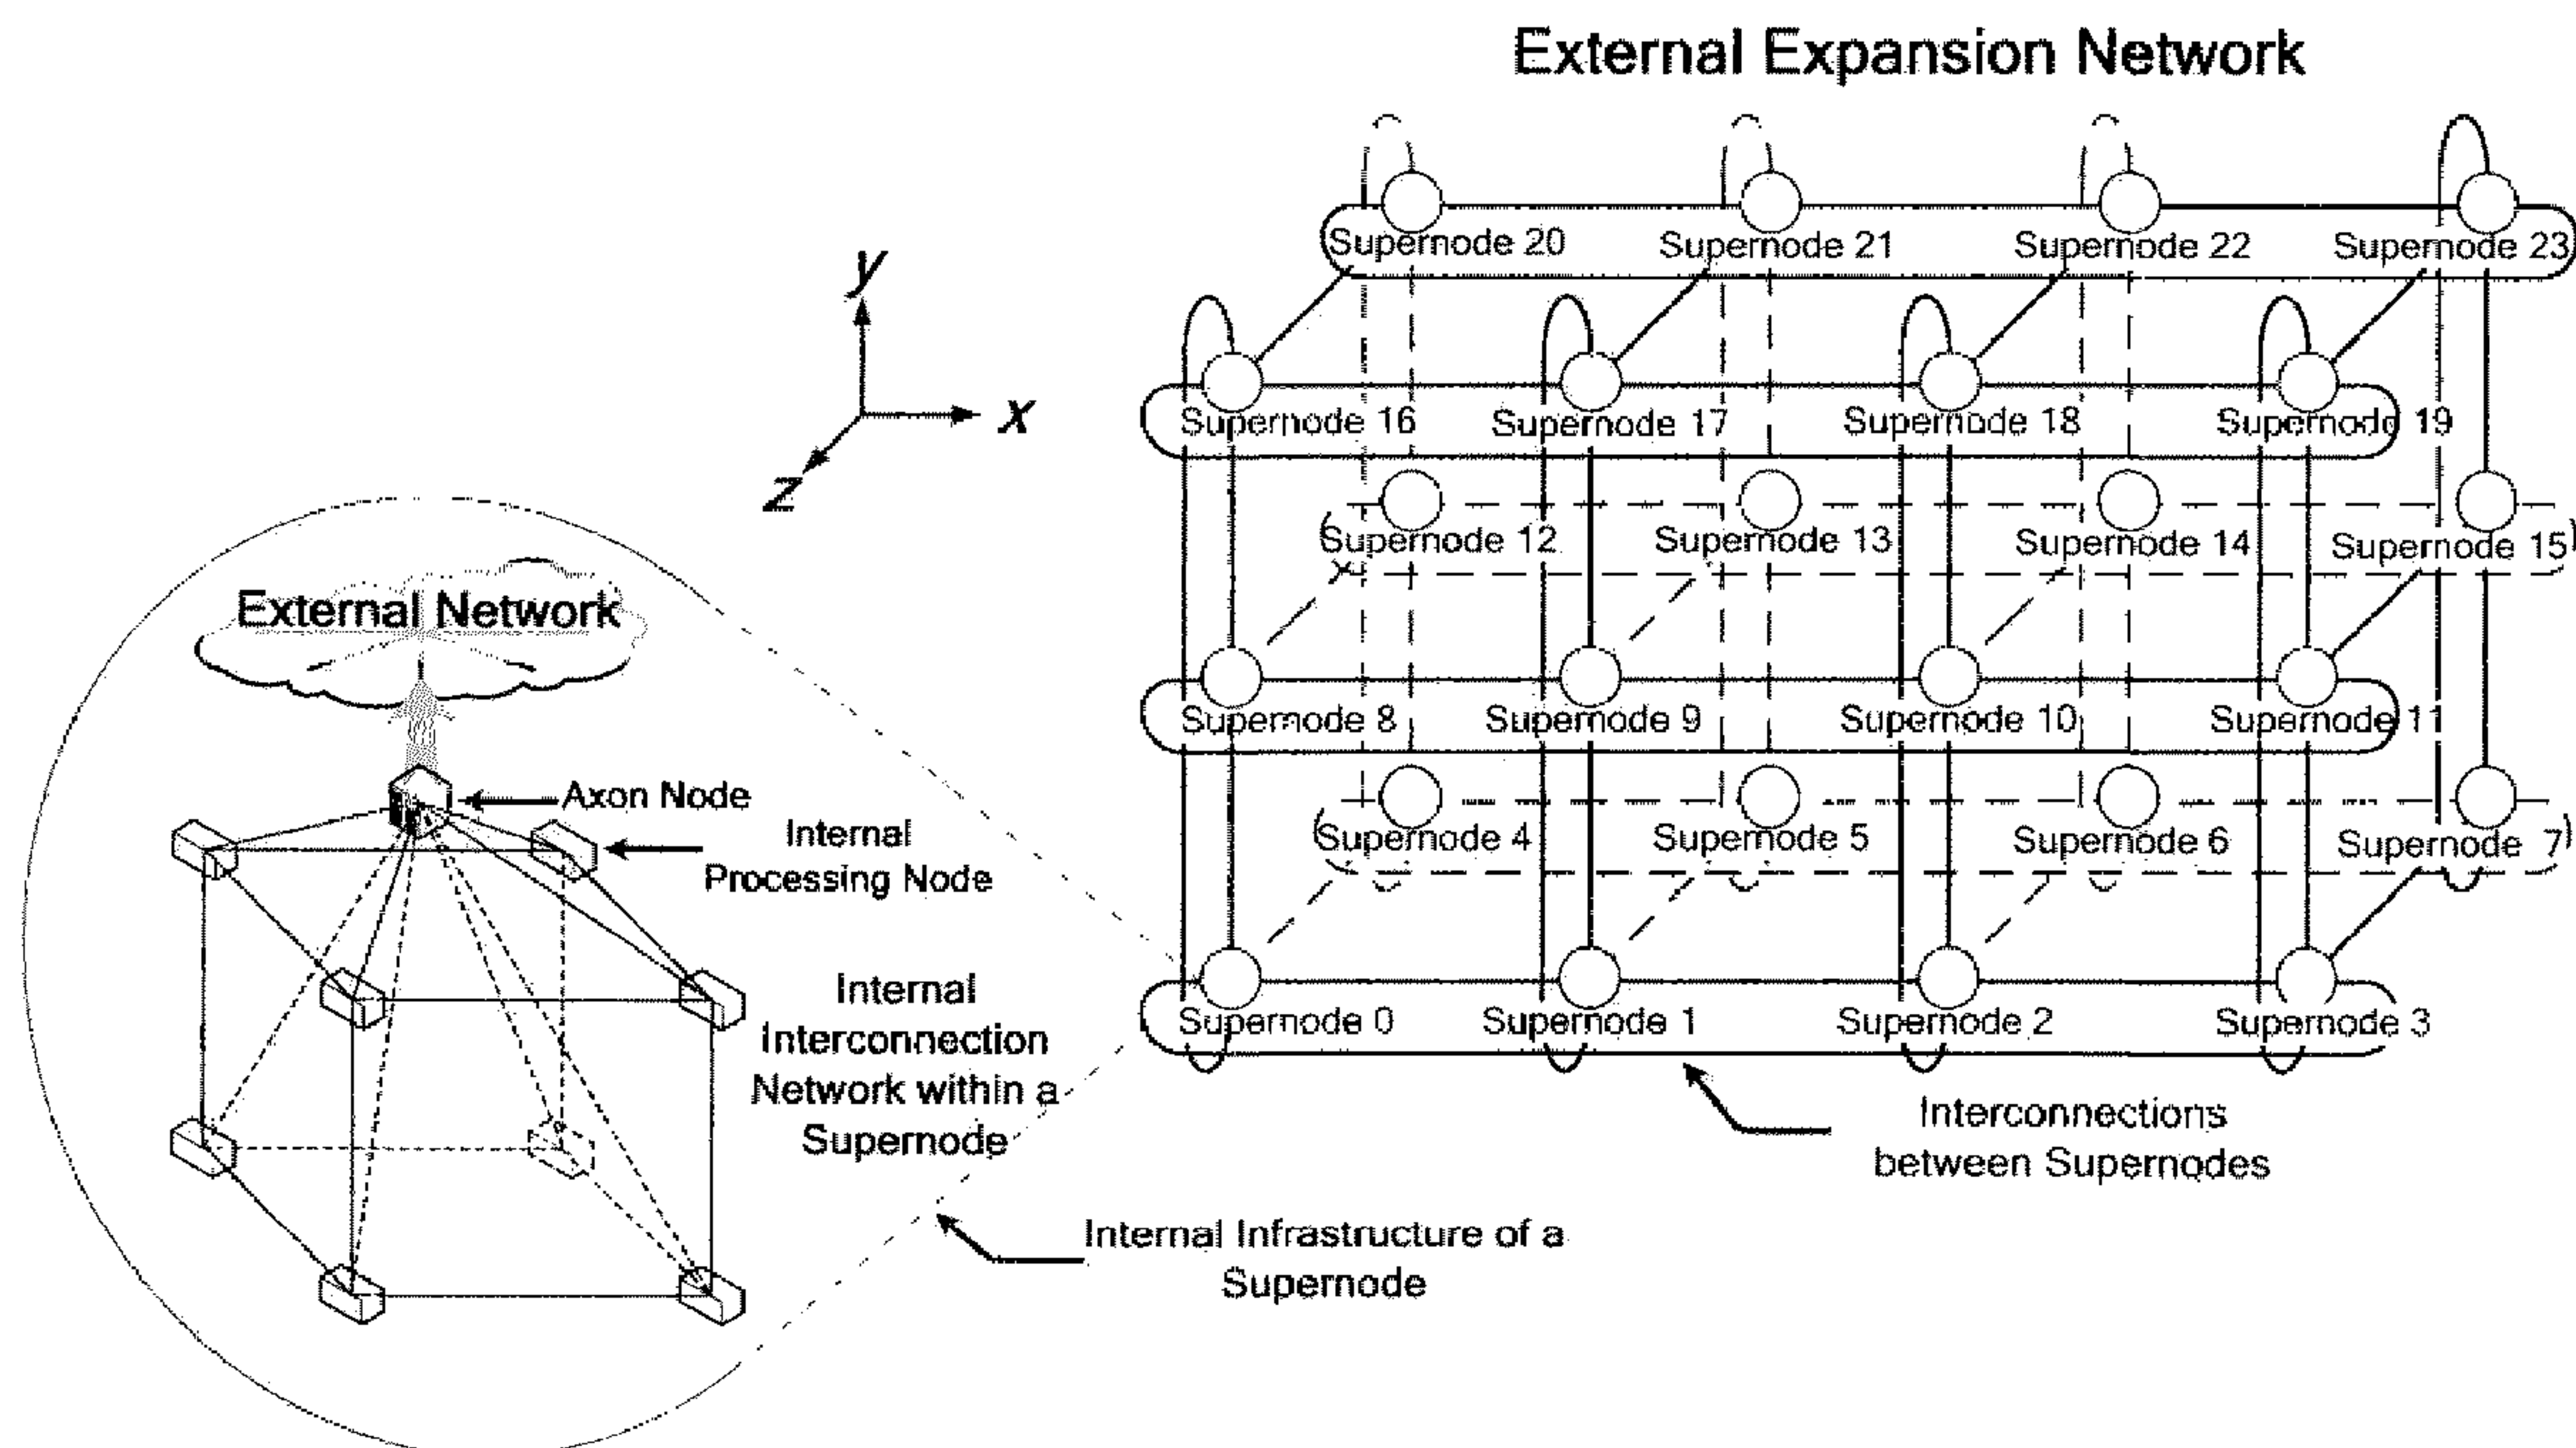 External Expansion Network
Supernode 20
Supernode 21
Supernode 22
Supernode 23
y
x
z
Supernode 16
Supernode 17
Supernode 18
Supernode 19
Supernode 12
Supernode 13
Supernode 14
Supernode 15
External Network
Supernode 8
Supernode 9
Supernode 10
Supernode 11
Axon Node
Internal
Processing Node
Supernode 4
Supernode 5
Supernode 6
Supernode 7
Internal
Interconnection
Network within a
Supernode
Supernode 0
Supernode 1
Supernode 2
Supernode 3
Interconnections
between Supernodes
Internal Infrastructure of a
Supernode